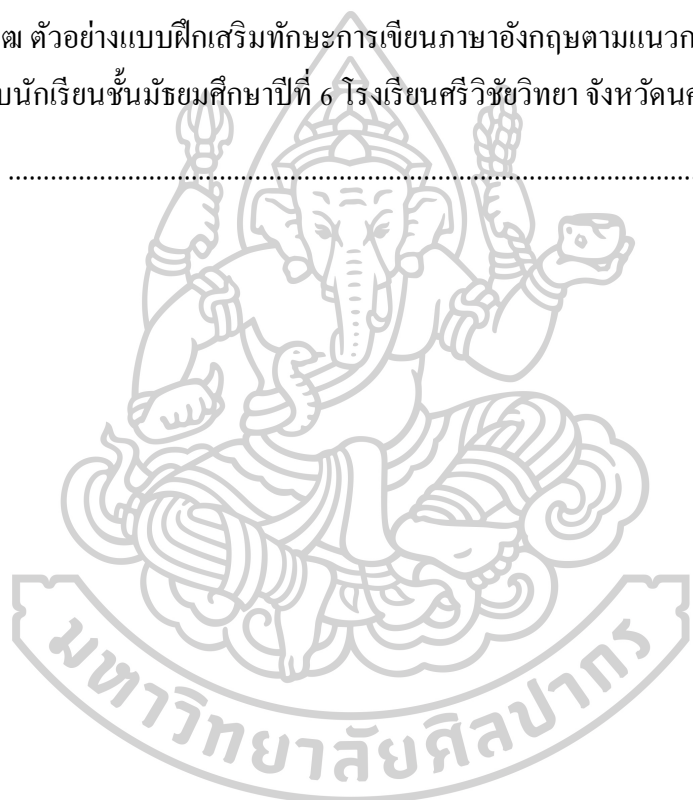 ฒ ตัวอย่างแบบฝึกเสริมทักษะการเขียนภาษาอังกฤษตามแนวก
บนักเรียนชั้นมัธยมศึกษาปีที่ 6 โรงเรียนศรีวิชัยวิทยา จังหวัดนค
....................................................................................................
มหาวิทยาลัยศิลปากร